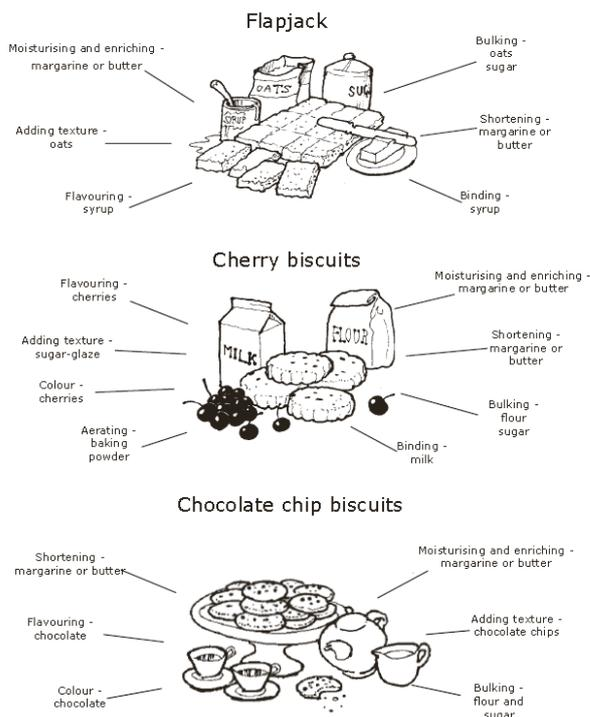 Flapjack
Moisturising and enriching -
margarine or butter
Bulking -
oats
sugar
OATS
SUG
SYRUP
Adding texture -
oats
Shortening -
margarine or
butter
Flavouring -
syrup
Binding -
syrup
Cherry biscuits
Flavouring -
cherries
Moisturising and enriching -
margarine or butter
MILK
FLOUR
Adding texture -
sugar-glaze
Shortening -
margarine or
butter
Colour -
cherries
Bulking -
flour
sugar
Aerating -
baking
powder
Binding -
milk
Chocolate chip biscuits
Shortening -
margarine or butter
Moisturising and enriching -
margarine or butter
Flavouring -
chocolate
Adding texture -
chocolate chips
Colour -
chocolate
Bulking -
flour and
sugar